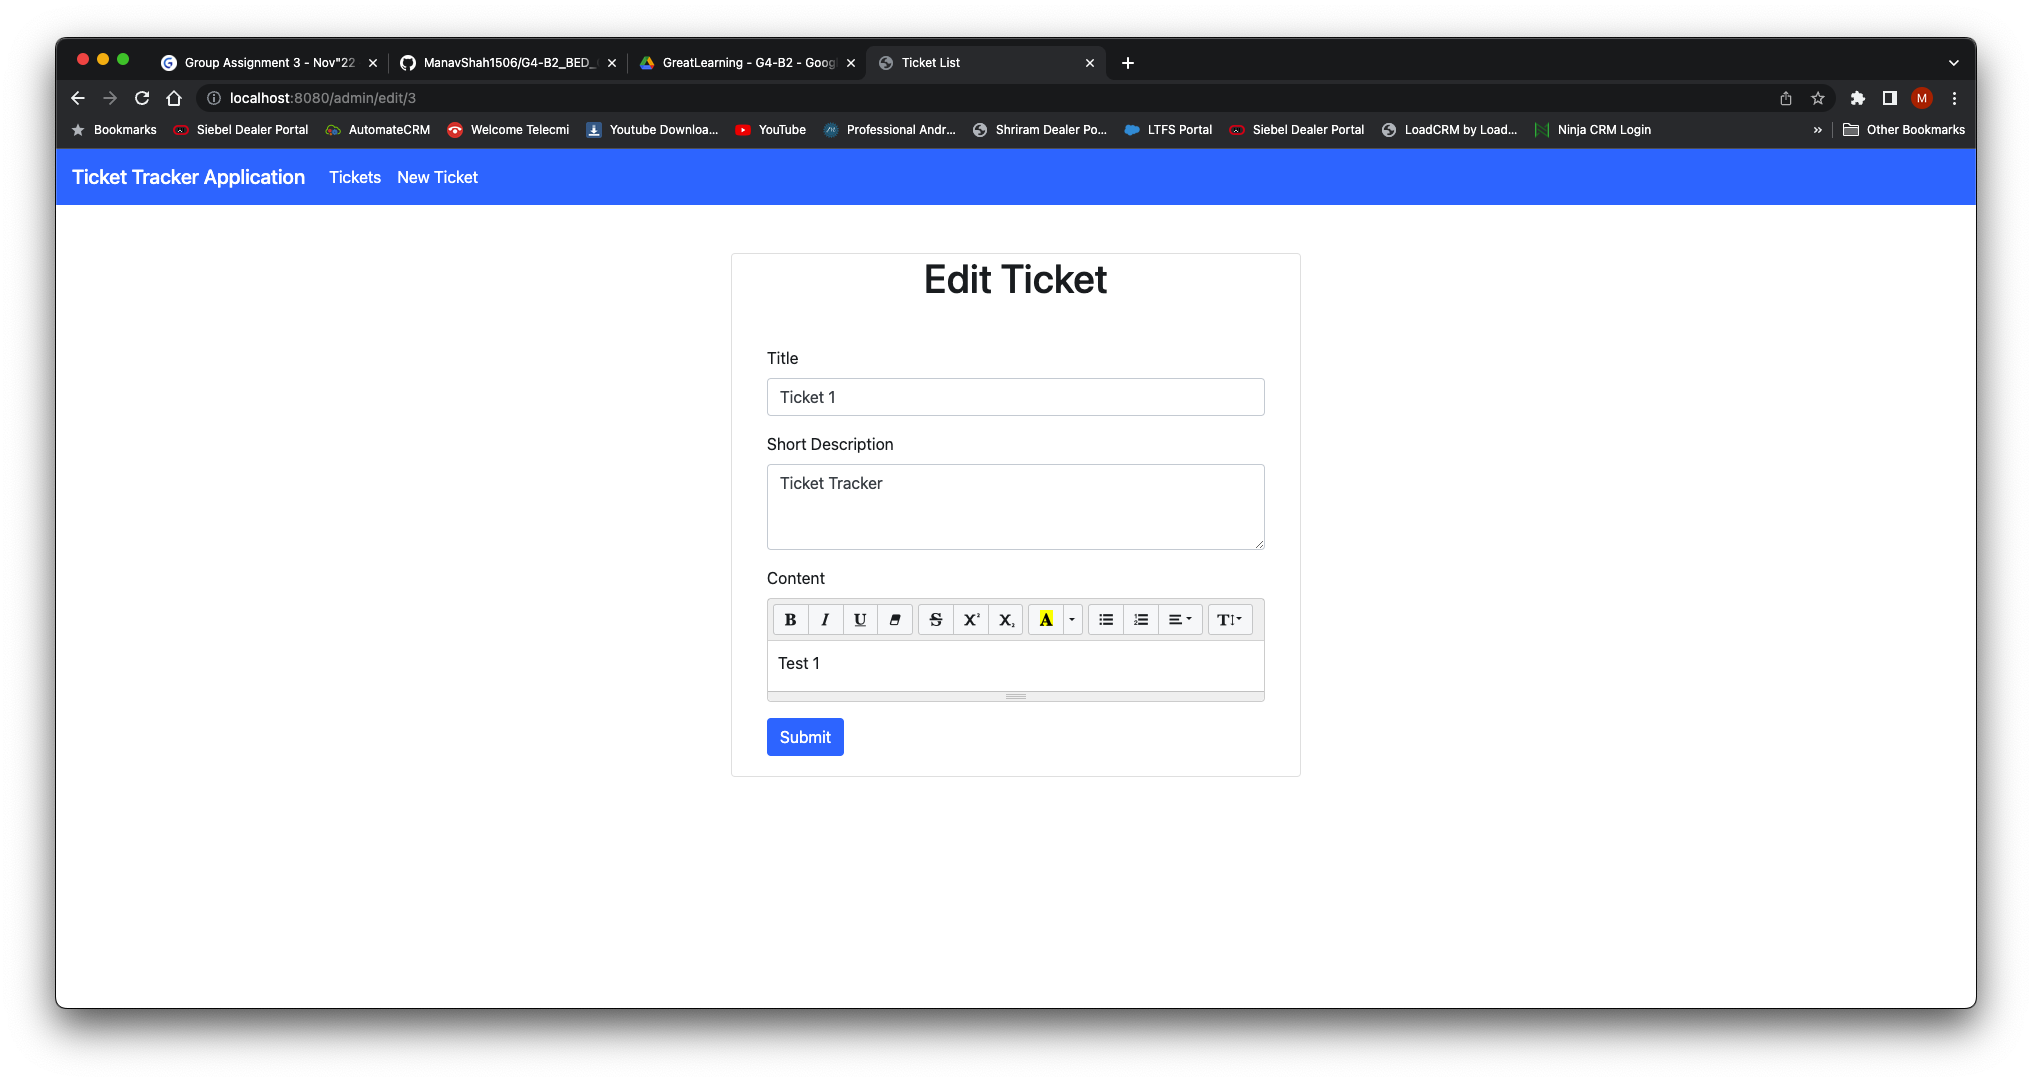 Group Assignment 3 - Nov"22
ManavShah1506/G4-B2_BED_
GreatLearning - G4-B2 - Goog
Ticket List
localhost:8080/admin/edit/3
M
Bookmarks
Siebel Dealer Portal
AutomateCRM
Welcome Telecmi
Youtube Downloa...
YouTube
Professional Andr...
Shriram Dealer Po...
LTFS Portal
Siebel Dealer Portal
LoadCRM by Load...
Ninja CRM Login
Other Bookmarks
Ticket Tracker Application
Tickets
New Ticket
Edit Ticket
Title
Ticket 1
Short Description
Ticket Tracker
Content
B I U S X² X₂ A T
Test 1
Submit